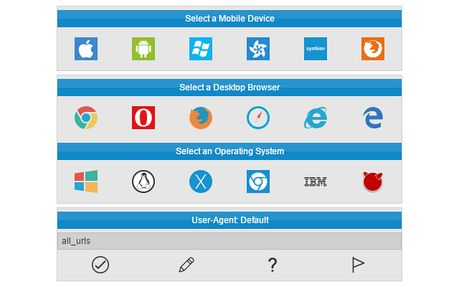 Select a Mobile Device
symbian
Select a Desktop Browser
Select an Operating System
IBM
User-Agent: Default
all_urls
?